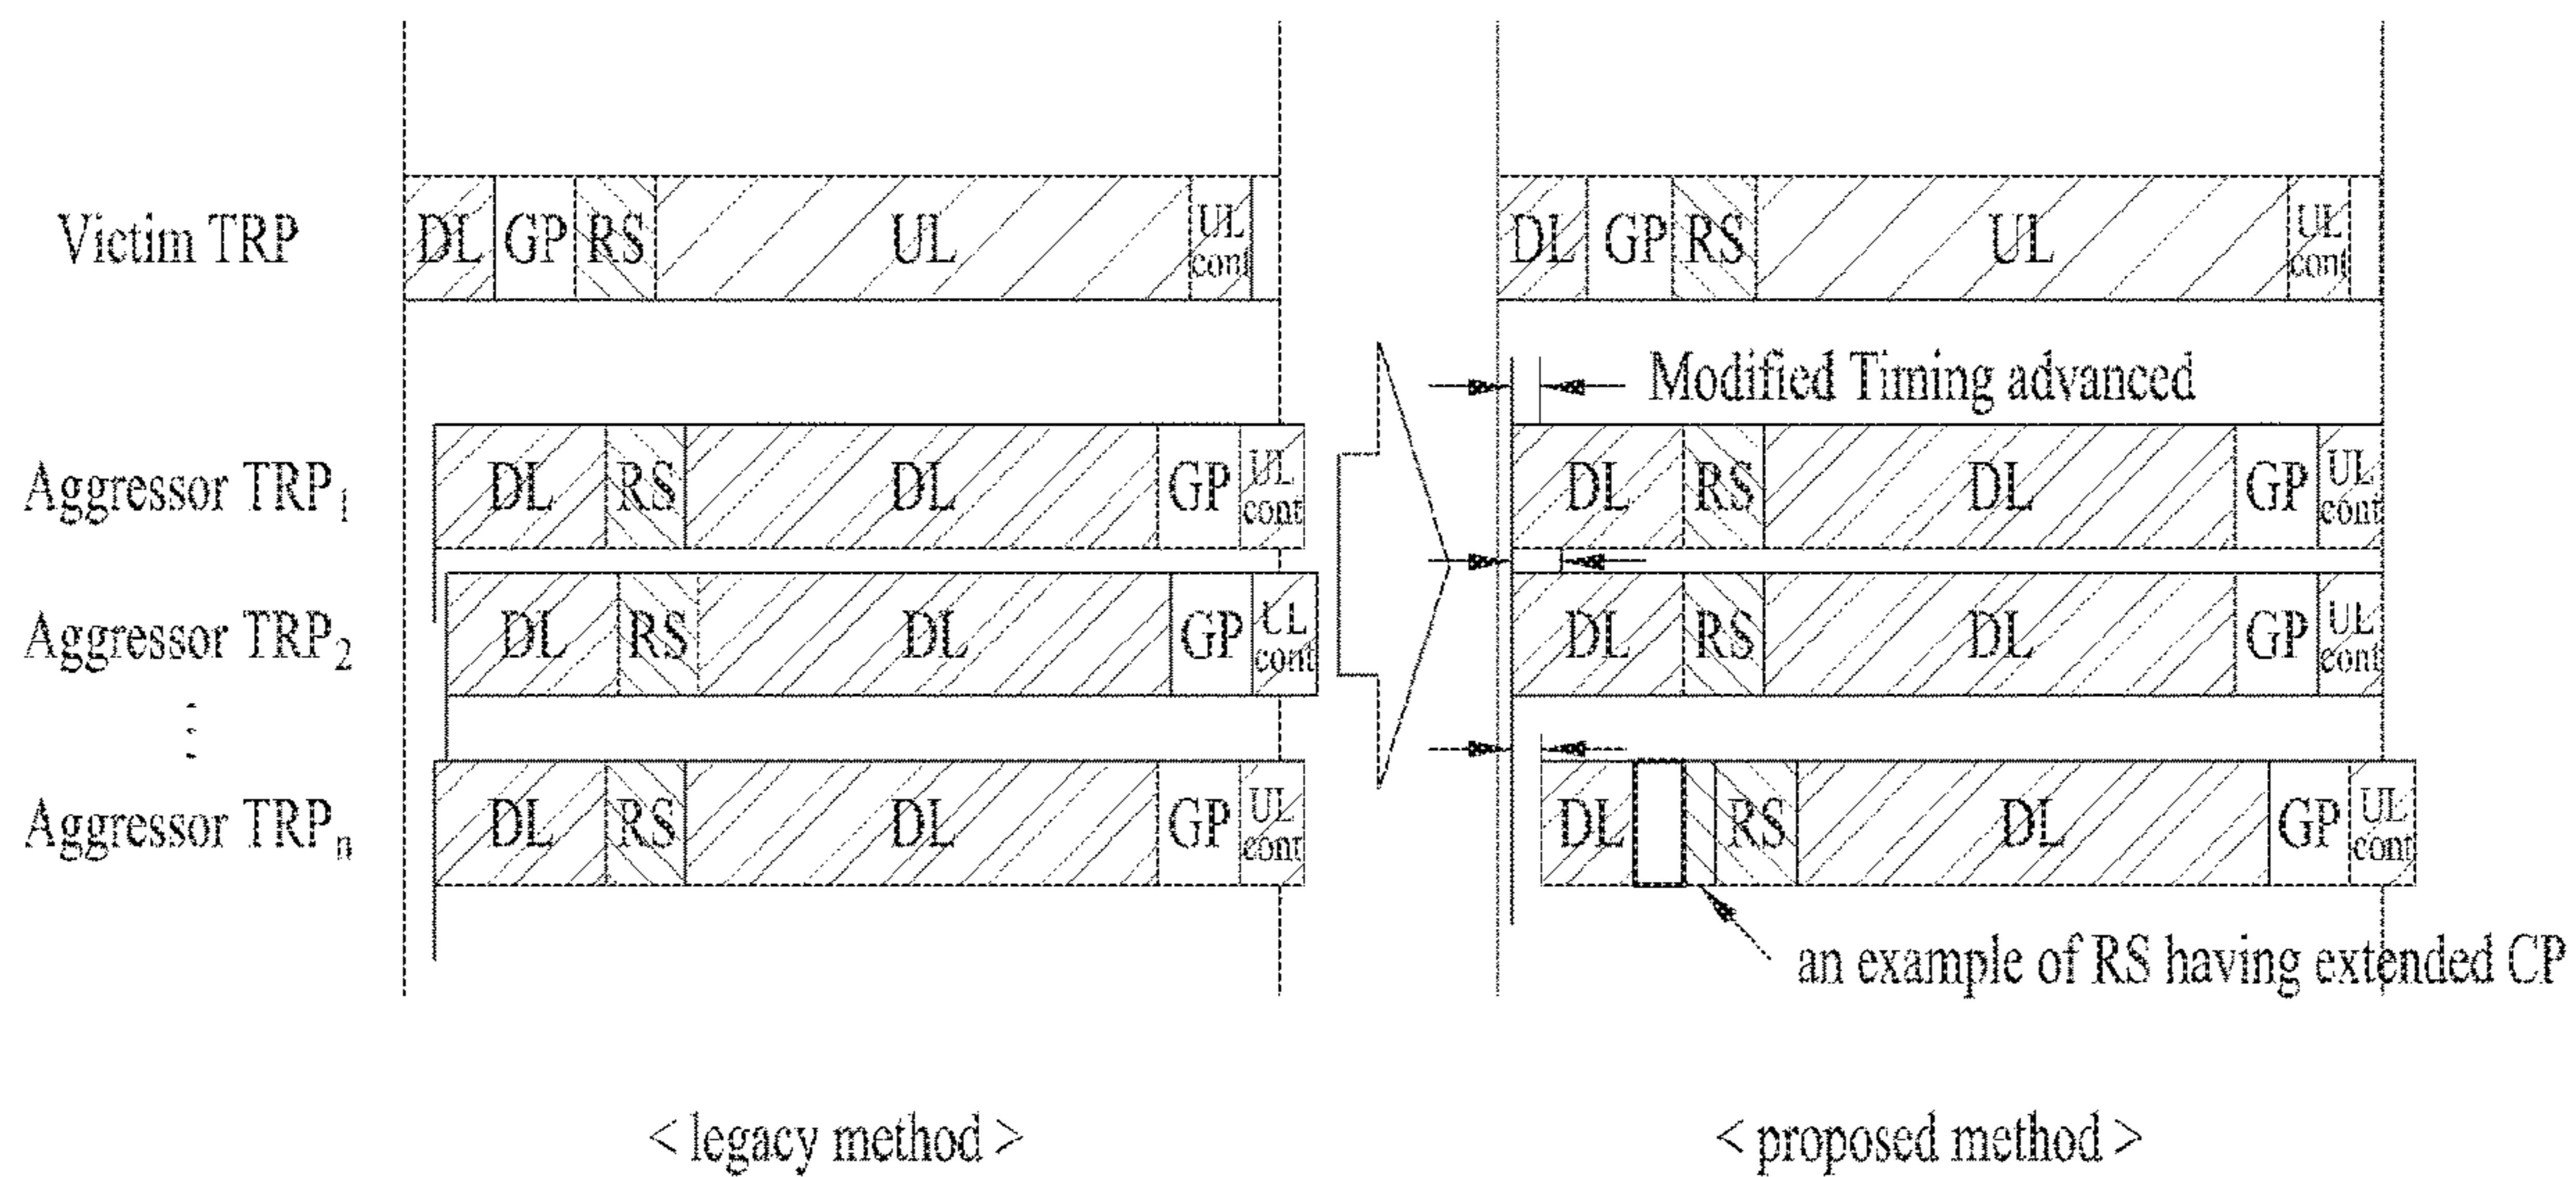 Victim TRP DL GP RS UL UL cont DL GP RS UL UL cont
Modified Timing advanced
Aggressor TRP1 DL RS DL GP UL cont DL RS DL GP UL cont
Aggressor TRP2 DL RS DL GP UL cont DL RS DL GP UL cont
Aggressor TRPn DL RS DL GP UL cont DL RS DL GP UL cont
an example of RS having extended CP
< legacy method > < proposed method >